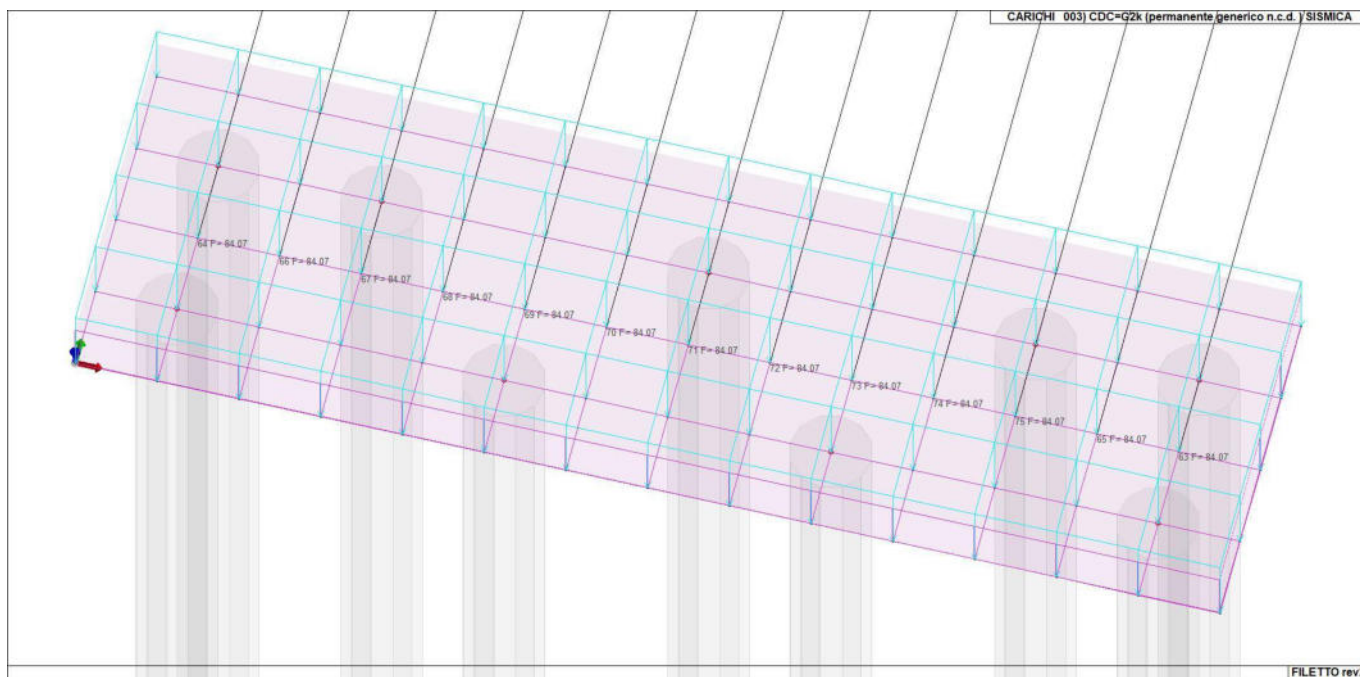 CARICHI 003) CDC=G2k (permanente generico n.c.d. ) SISMICA
64 F = 84.07
66 F = 84.07
67 F = 84.07
68 F = 84.07
69 F = 84.07
70 F = 84.07
71 F = 84.07
72 F = 84.07
73 F = 84.07
74 F = 84.07
75 F = 84.07
65 F = 84.07
63 F = 84.07
FILETTO rev